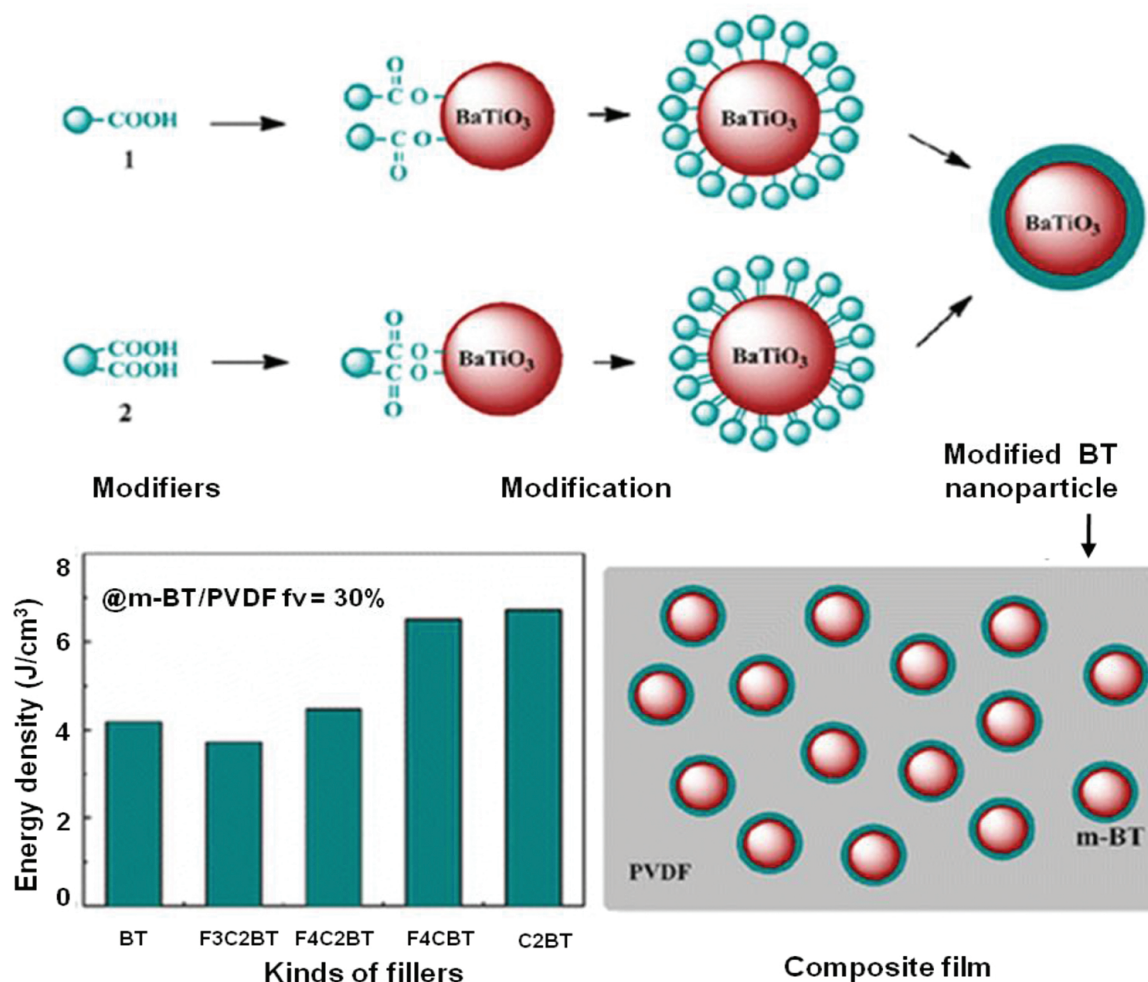 COOH
1
O
C
O
C
O
O
BaTiO3
BaTiO3
BaTiO3
COOH
COOH
2
O
C
O
C
O
O
BaTiO3
BaTiO3
Modifiers
Modification
Modified BT
nanoparticle
@m-BT/PVDF fv = 30%
Energy density (J/cm³)
8
6
4
2
0
BT F3C2BT F4C2BT F4CBT C2BT
Kinds of fillers
m-BT
PVDF
Composite film